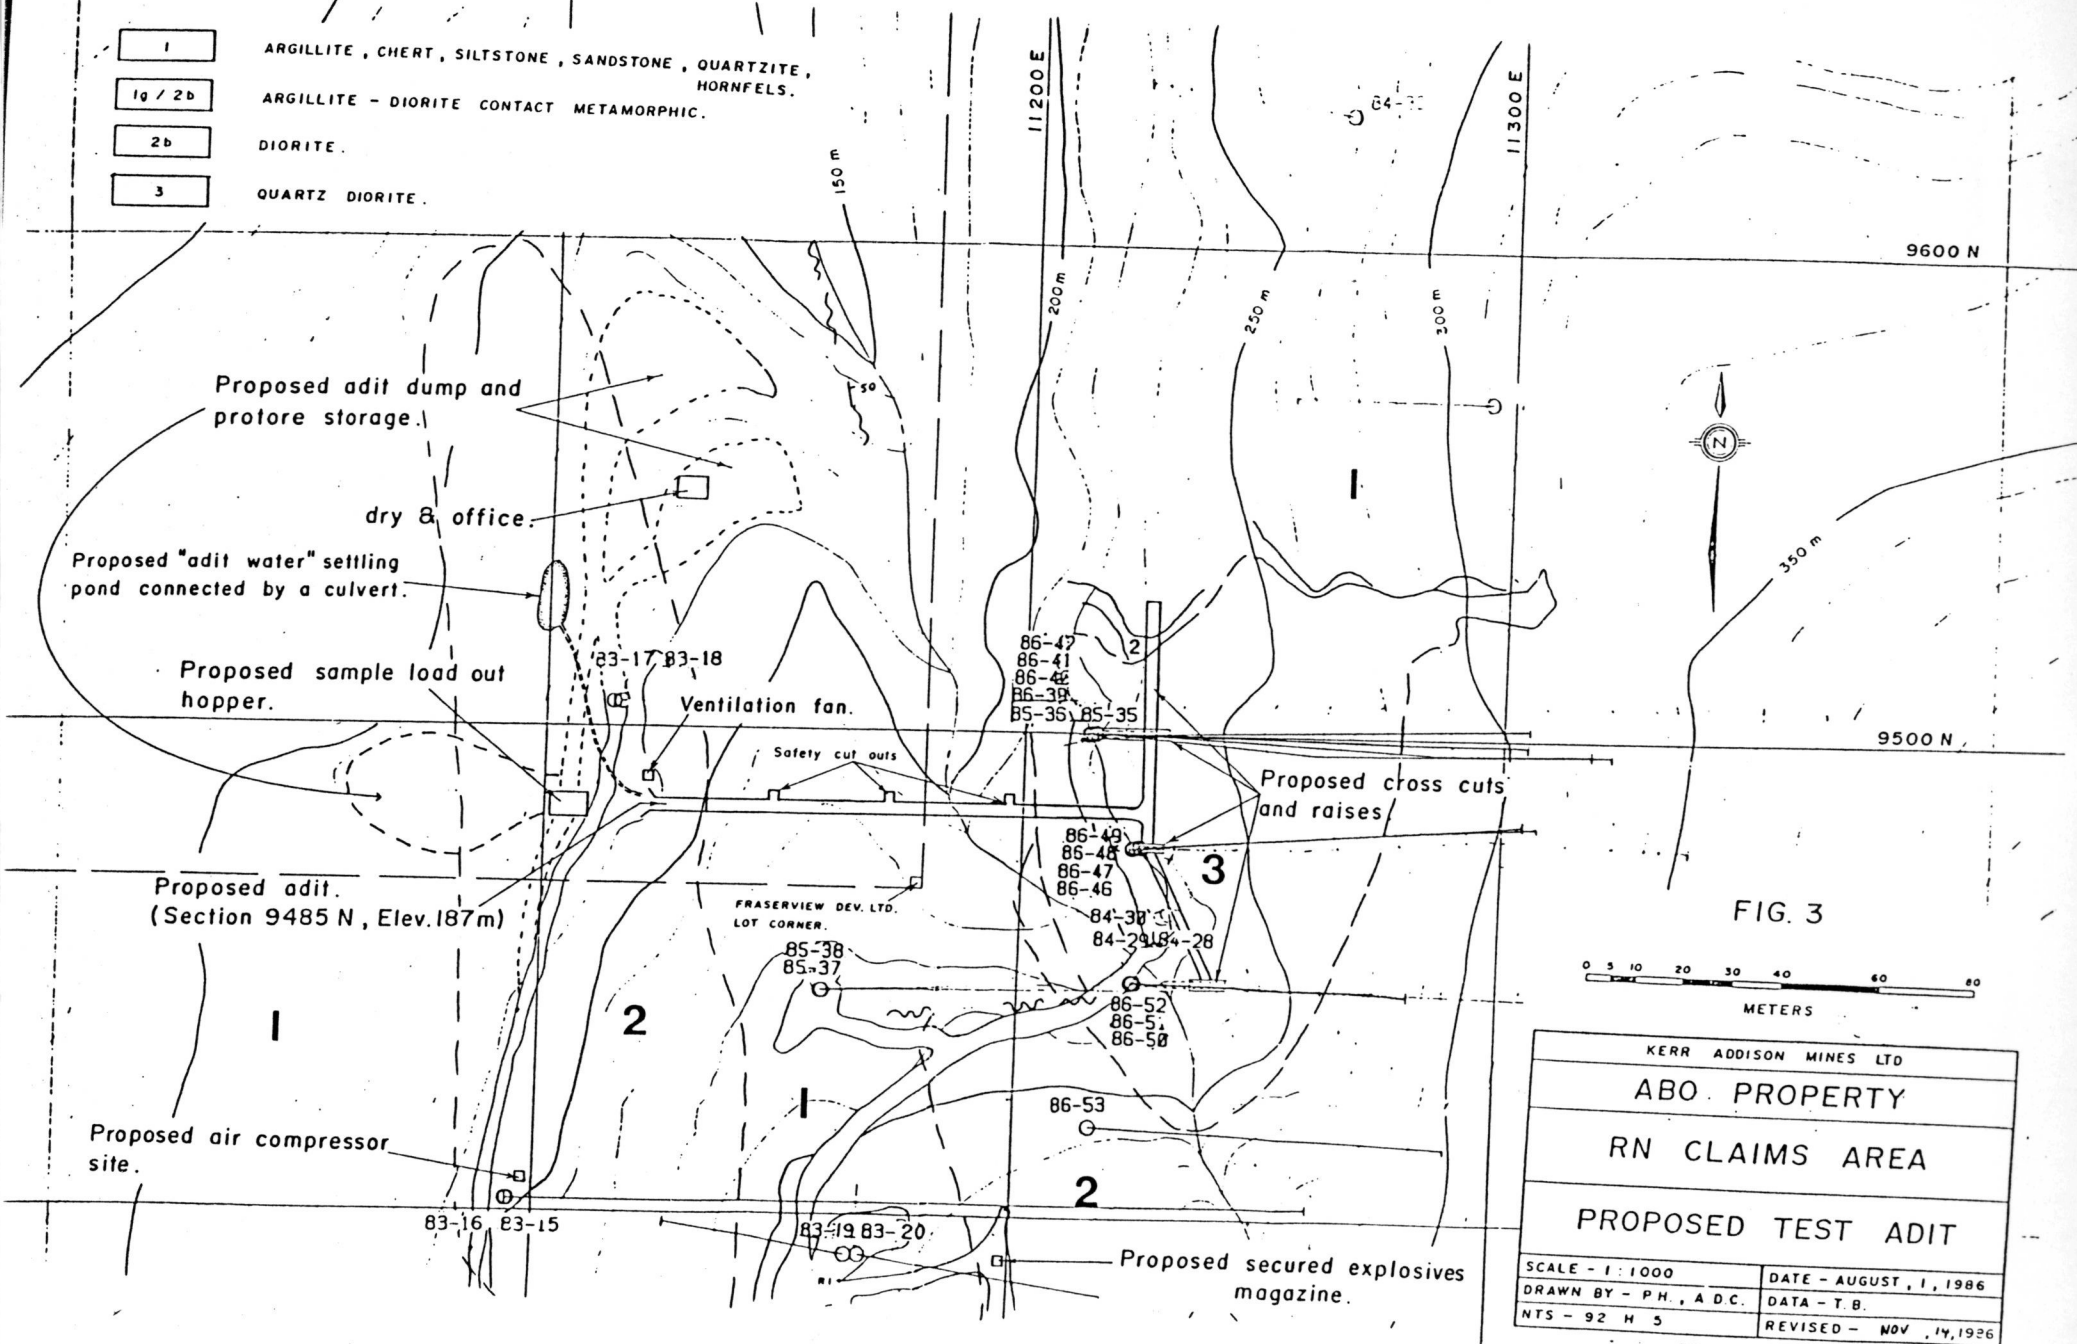 1
ARGILLITE , CHERT , SILTSTONE , SANDSTONE , QUARTZITE ,
HORNFELS.
1g / 2b
ARGILLITE - DIORITE CONTACT METAMORPHIC.
2b
DIORITE.
3
QUARTZ DIORITE.
150 m
11200 E
11300 E
84-
9600 N
200m
250 m
300 m
350 m
50
N
Proposed adit dump and
protore storage.
dry & office.
Proposed "adit water" settling
pond connected by a culvert.
Proposed sample load out
hopper.
83-17 83-18
Ventilation fan.
Safety cut outs
86-41
86-39
85-36 85-35
2
1
9500 N
Proposed cross cuts
and raises.
86-49
86-48
86-47
86-46
3
84-30
84-29 84-28
Proposed adit.
(Section 9485 N , Elev. 187m)
FRASERVIEW DEV. LTD.
LOT CORNER.
85-38
85-37
86-52
86-50
1
2
1
86-53
2
Proposed air compressor
site.
83-16 83-15
83-19 83-20
R1
Proposed secured explosives
magazine.
FIG. 3
0 5 10 20 30 40 60 80
METERS
KERR ADDISON MINES LTD
ABO PROPERTY
RN CLAIMS AREA
PROPOSED TEST ADIT
SCALE - 1 : 1000
DATE - AUGUST , 1 , 1986
DRAWN BY - P H. , A D.C.
DATA - T. B.
NTS - 92 H 5
REVISED - NOV , 14, 1986